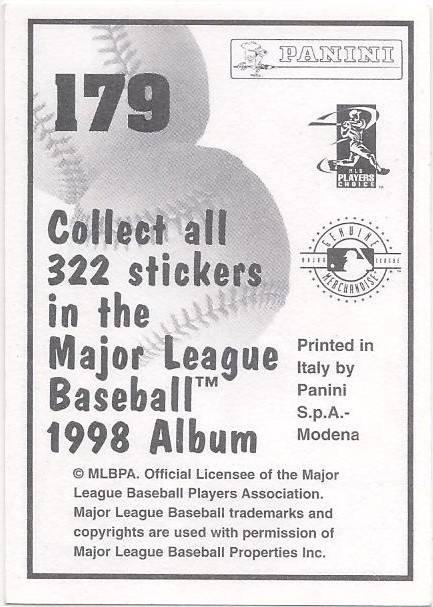 179
PANINI
MLB
PLAYERS
CHOICE
™
Collect all
322 stickers
in the
Major League
Baseball™
1998 Album
GENUINE
MAJOR LEAGUE
MERCHANDISE
Printed in
Italy by
Panini
S.p.A.-
Modena
© MLBPA. Official Licensee of the Major
League Baseball Players Association.
Major League Baseball trademarks and
copyrights are used with permission of
Major League Baseball Properties Inc.